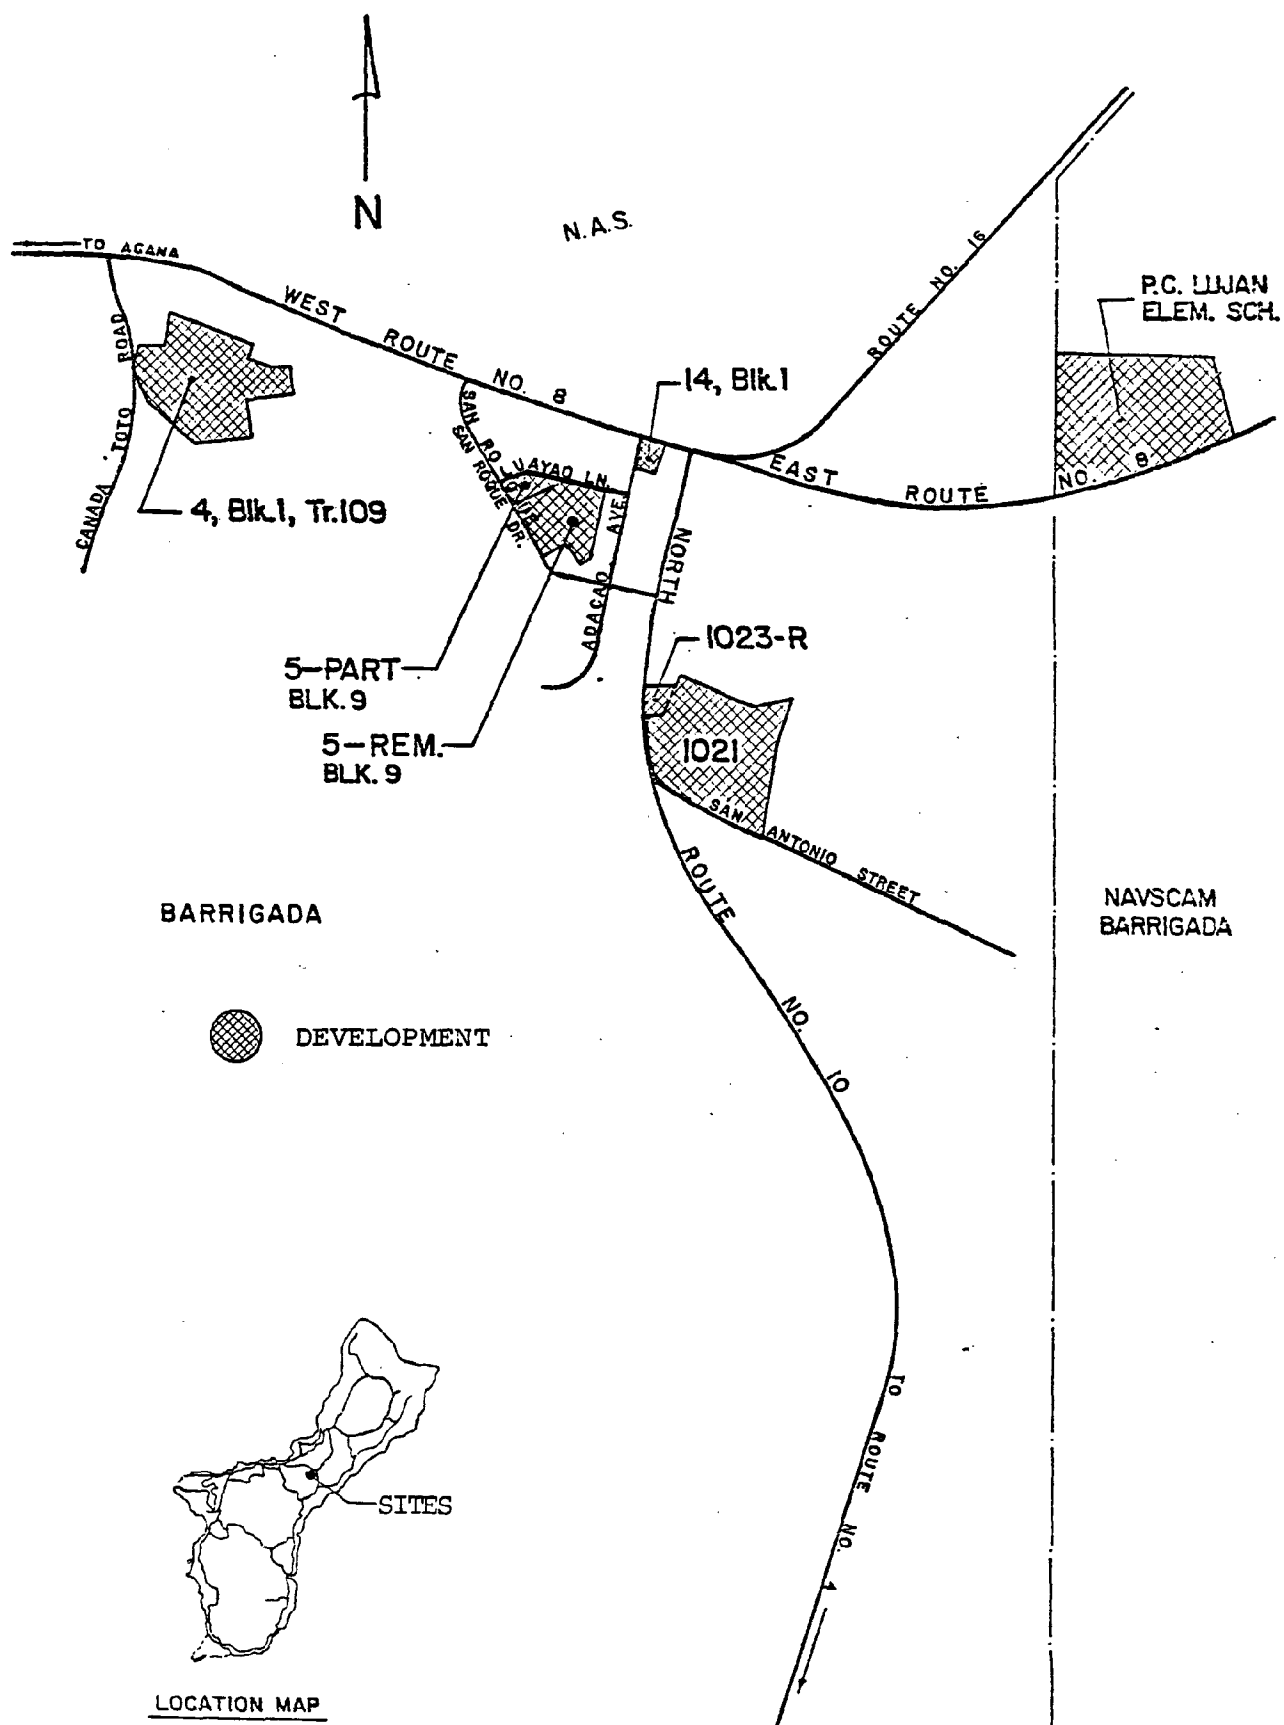 N
N.A.S.
TO AGANA
WEST ROUTE NO. 8
ROUTE NO. 16
P.C. LUJAN
ELEM. SCH.
CANADA TOTO ROAD
14, Blk.1
SAN ROQUE DR.
LUAYAO LN.
EAST ROUTE NO. 8
4, Blk.1, Tr.109
ADACAO AVE.
NORTH
1023-R
5-PART
BLK. 9
5-REM.
BLK. 9
1021
SAN ANTONIO STREET
ROUTE NO. 10
BARRIGADA
NAVSCAM
BARRIGADA
DEVELOPMENT
TO ROUTE NO. 4
SITES
LOCATION MAP